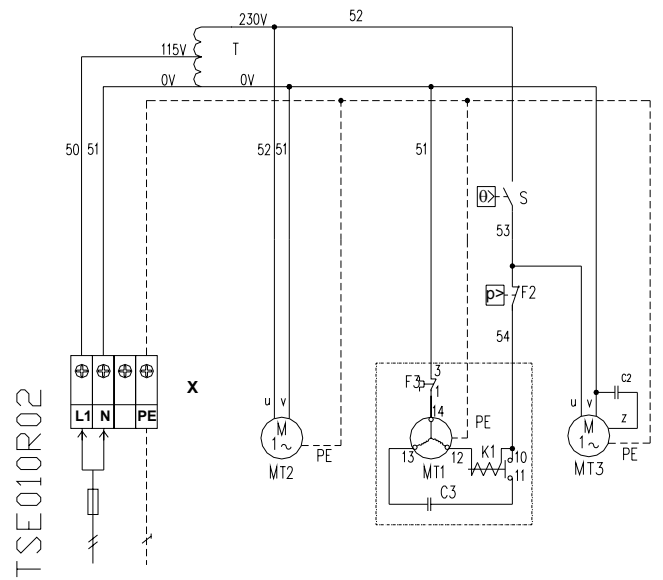 230V
52
115V
T
0V
0V
50
51
52
51
51
θ>
S
53
p>
F2
54
X
L1
N
PE
u
v
M
1~
PE
MT2
F3
3
1
14
PE
13
12
MT1
K1
10
11
C3
C2
u
v
z
M
1~
PE
MT3
TSE010R02